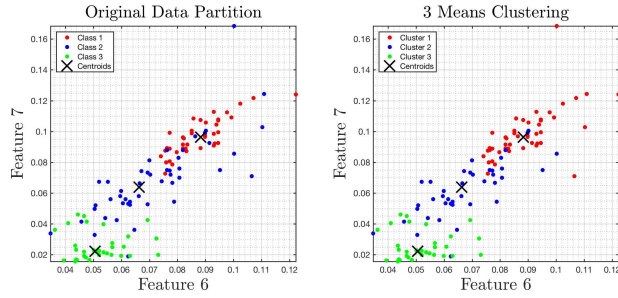 Original Data Partition
0.16
0.14
0.12
0.1
0.08
0.06
0.04
0.02
Feature 7
Class 1
Class 2
Class 3
Centroids
0.04 0.05 0.06 0.07 0.08 0.09 0.1 0.11 0.12
Feature 6
3 Means Clustering
0.16
0.14
0.12
0.1
0.08
0.06
0.04
0.02
Feature 7
Cluster 1
Cluster 2
Cluster 3
Centroids
0.04 0.05 0.06 0.07 0.08 0.09 0.1 0.11 0.12
Feature 6